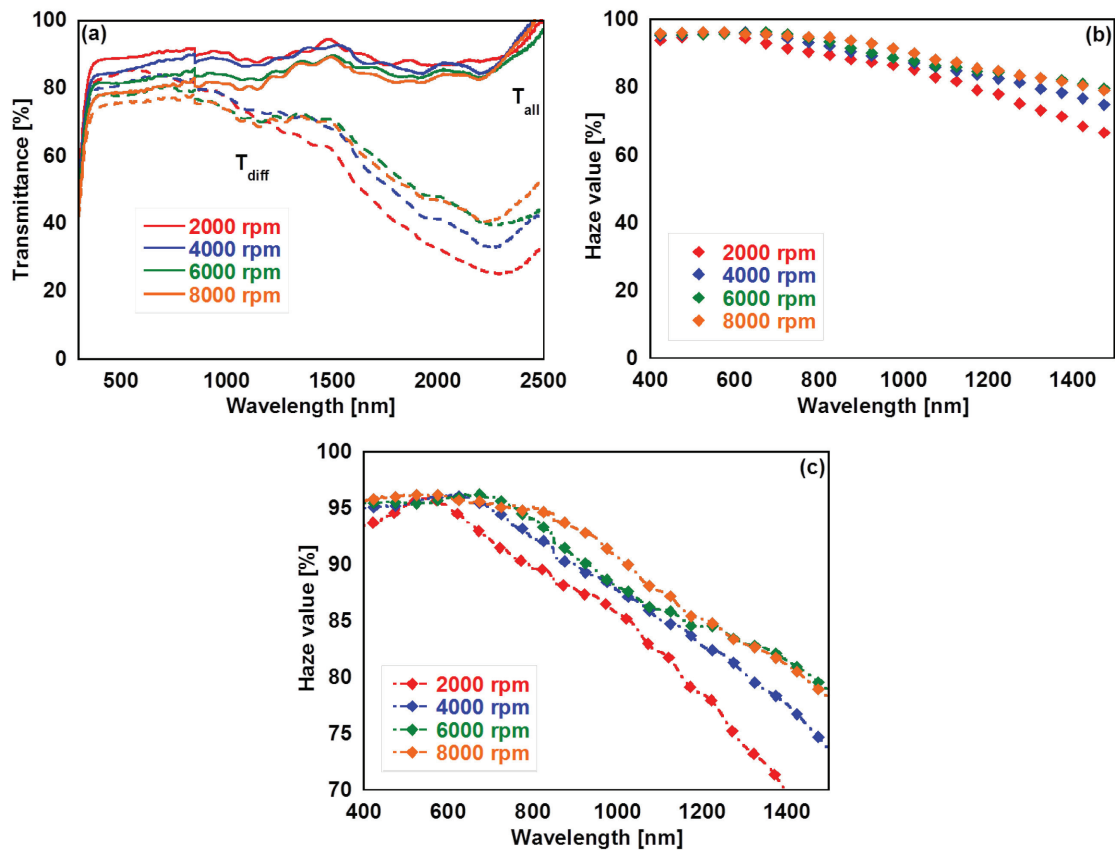 (a)
100
80
60
40
20
0
Transmittance [%]
T_all
T_diff
2000 rpm
4000 rpm
6000 rpm
8000 rpm
500 1000 1500 2000 2500
Wavelength [nm]
(b)
100
80
60
40
20
0
Haze value [%]
2000 rpm
4000 rpm
6000 rpm
8000 rpm
400 600 800 1000 1200 1400
Wavelength [nm]
(c)
100
95
90
85
80
75
70
Haze value [%]
2000 rpm
4000 rpm
6000 rpm
8000 rpm
400 600 800 1000 1200 1400
Wavelength [nm]